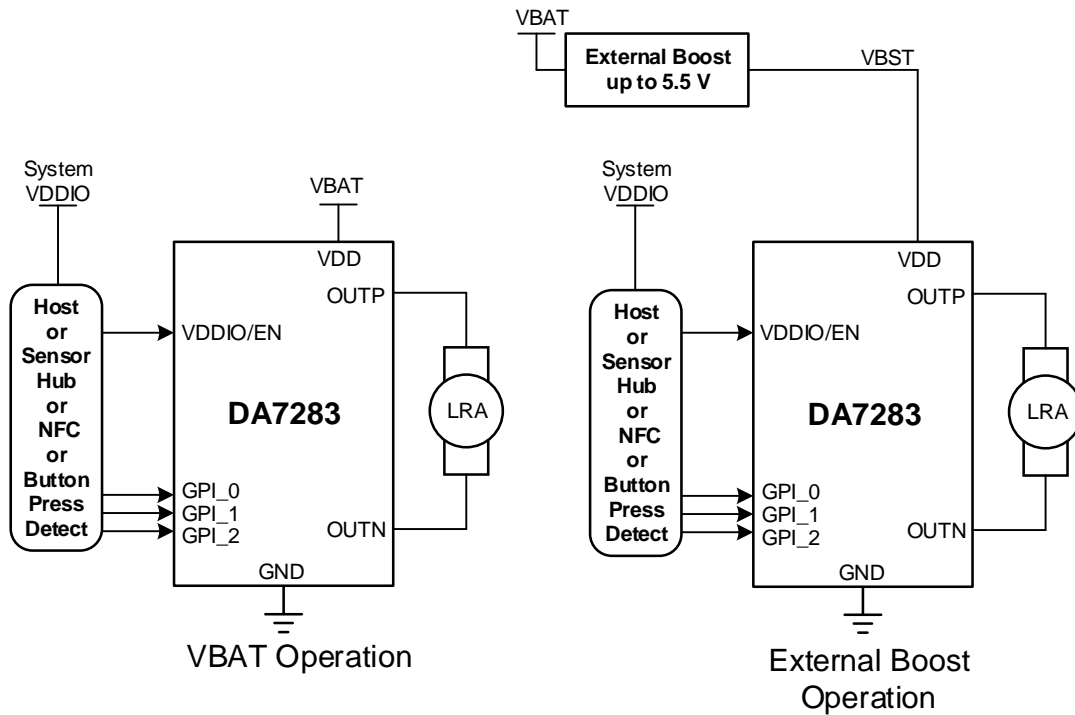 System
VDDIO
VBAT
VDD
OUTP
Host
or
Sensor
Hub
or
NFC
or
Button
Press
Detect
VDDIO/EN
DA7283
LRA
GPI_0
GPI_1
GPI_2
OUTN
GND
VBAT Operation
VBAT
External Boost
up to 5.5 V
VBST
System
VDDIO
VDD
OUTP
Host
or
Sensor
Hub
or
NFC
or
Button
Press
Detect
VDDIO/EN
DA7283
LRA
GPI_0
GPI_1
GPI_2
OUTN
GND
External Boost
Operation